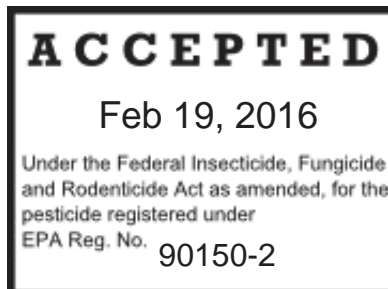 ACCEPTED
Feb 19, 2016
Under the Federal Insecticide, Fungicide
and Rodenticide Act as amended, for the
pesticide registered under
EPA Reg. No. 90150-2